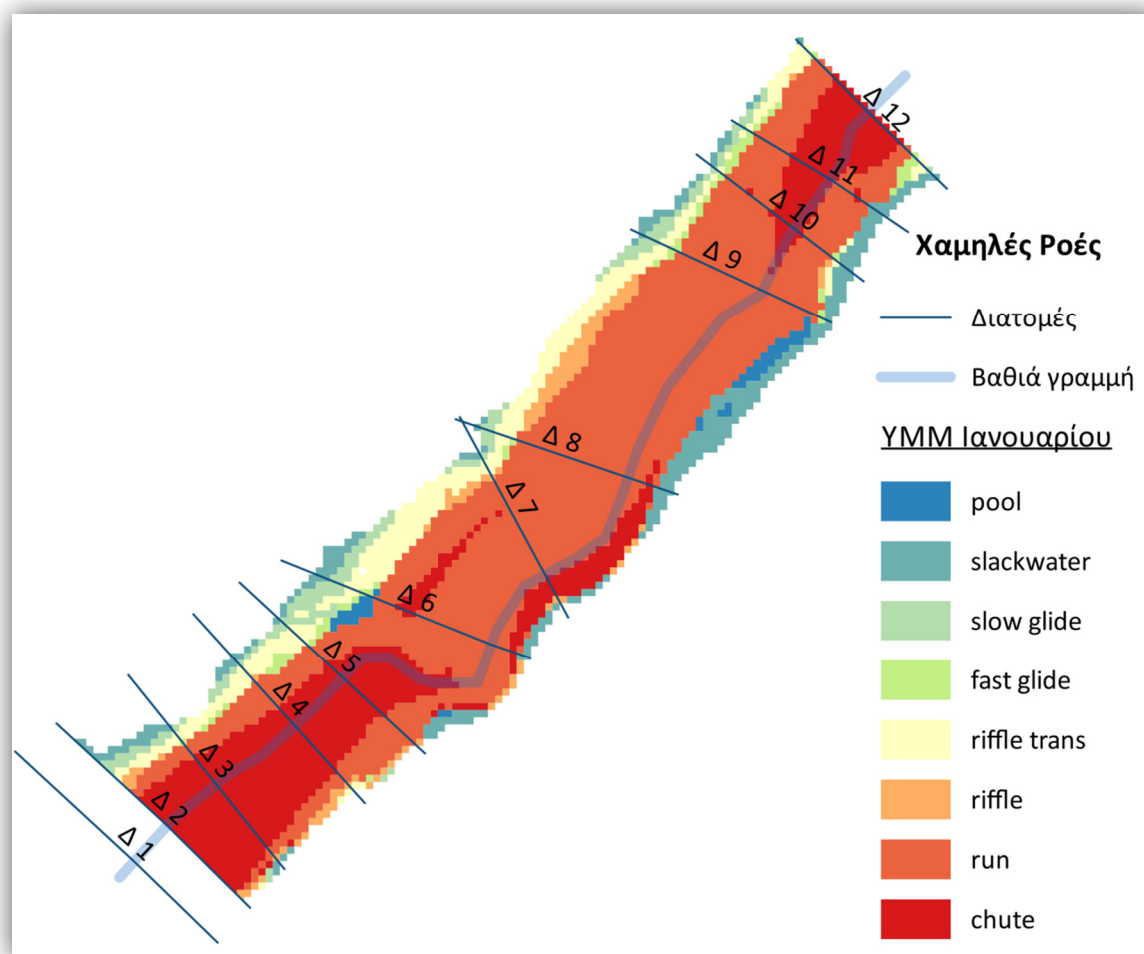 Δ 12
Δ 11
Δ 10
Δ 9
Δ 8
Δ 7
Δ 6
Δ 5
Δ 4
Δ 3
Δ 2
Δ 1
Χαμηλές Ροές
Διατομές
Βαθιά γραμμή
ΥΜΜ Ιανουαρίου
pool
slackwater
slow glide
fast glide
riffle trans
riffle
run
chute